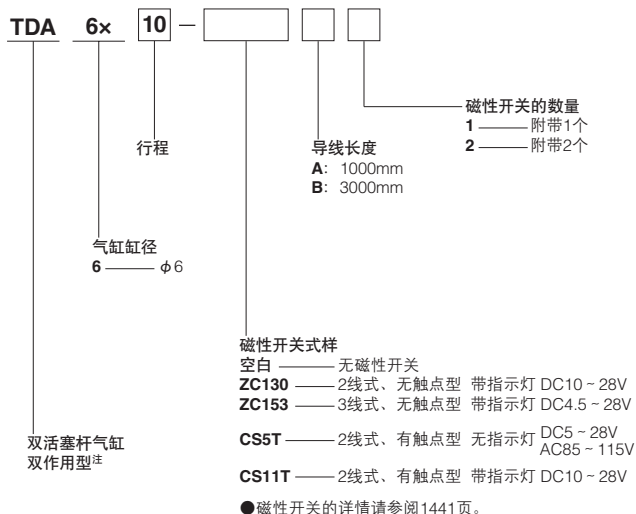 TDA 6× 10 －
磁性开关的数量
1 附带1个
2 附带2个
行程
导线长度
A： 1000mm
B： 3000mm
气缸缸径
6 φ6
磁性开关式样
空白 无磁性开关
ZC130 2线式、无触点型 带指示灯 DC10～28V
ZC153 3线式、无触点型 带指示灯 DC4.5～28V
CS5T 2线式、有触点型 无指示灯 DC5～28V
AC85～115V
CS11T 2线式、有触点型 带指示灯 DC10～28V
双活塞杆气缸
双作用型注
●磁性开关的详情请参阅1441页。